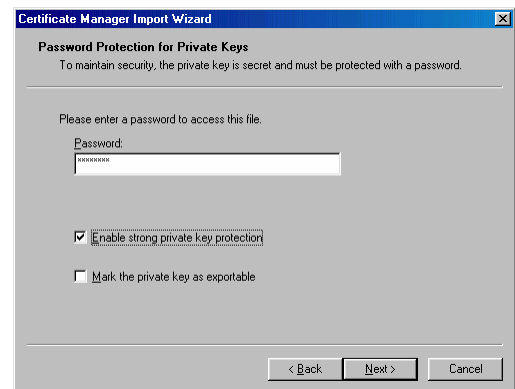 Certificate Manager Import Wizard
Password Protection for Private Keys
To maintain security, the private key is secret and must be protected with a password.
Please enter a password to access this file.
Password:
********
Enable strong private key protection
Mark the private key as exportable
< Back
Next >
Cancel